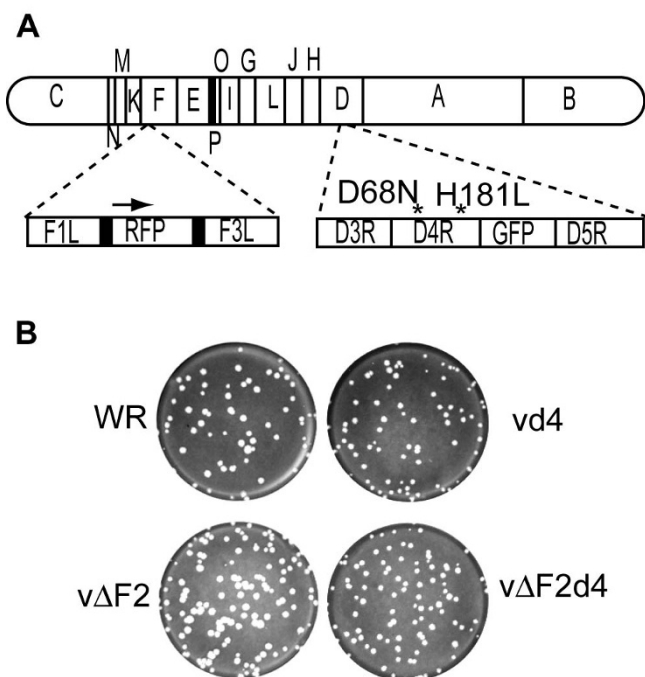 A
M O G J H
C K F E I L D A B
N P
D68N H181L
* *
F1L RFP F3L D3R D4R GFP D5R
B
WR vd4
vΔF2 vΔF2d4